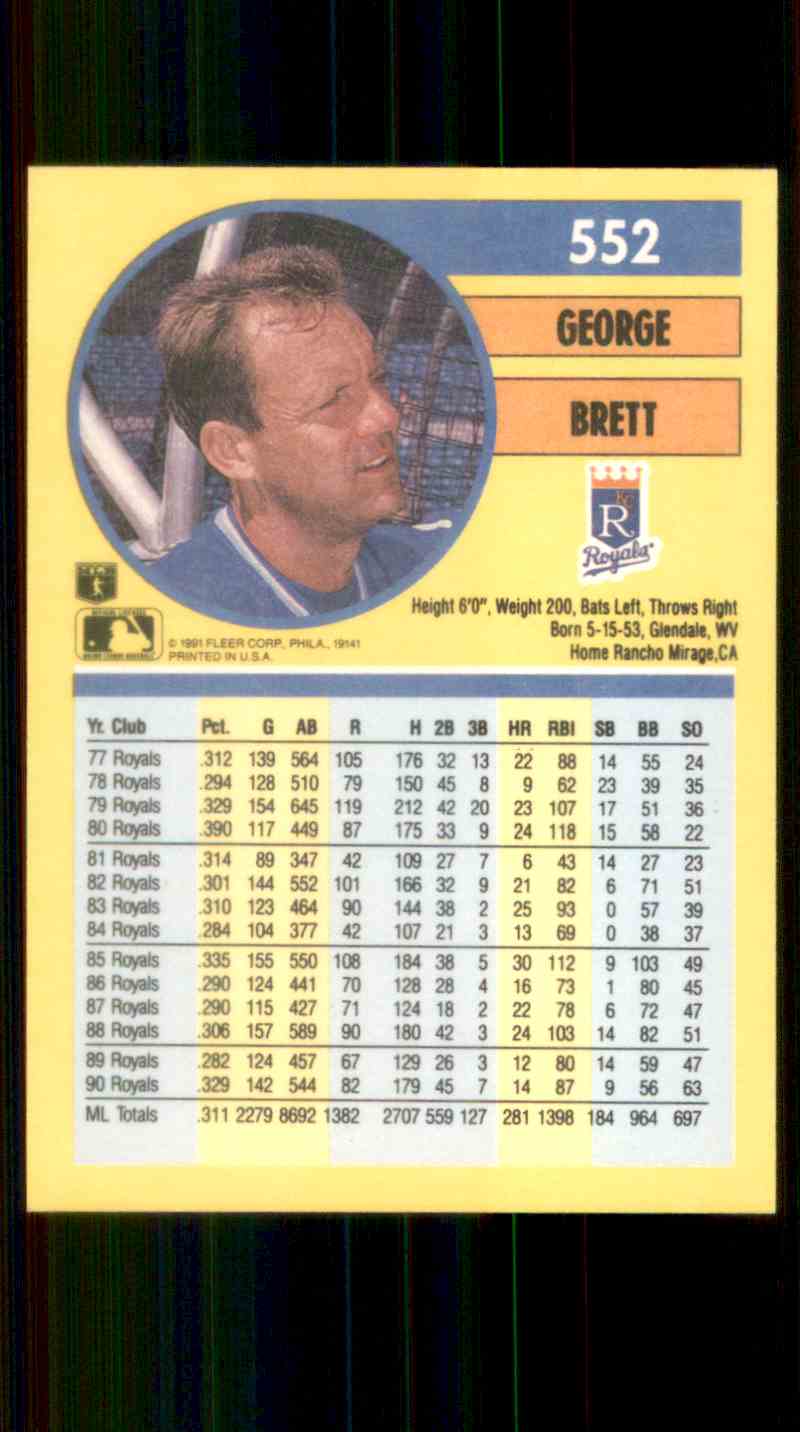 552
GEORGE
BRETT
KC
R
Royals
Height 6'0", Weight 200, Bats Left, Throws Right
Born 5-15-53, Glendale, WV
Home Rancho Mirage,CA
© 1991 FLEER CORP., PHILA., 19141
PRINTED IN U.S.A.
Yr. Club Pct. G AB R H 2B 3B HR RBI SB BB SO
77 Royals .312 139 564 105 176 32 13 22 88 14 55 24
78 Royals .294 128 510 79 150 45 8 9 62 23 39 35
79 Royals .329 154 645 119 212 42 20 23 107 17 51 36
80 Royals .390 117 449 87 175 33 9 24 118 15 58 22
81 Royals .314 89 347 42 109 27 7 6 43 14 27 23
82 Royals .301 144 552 101 166 32 9 21 82 6 71 51
83 Royals .310 123 464 90 144 38 2 25 93 0 57 39
84 Royals .284 104 377 42 107 21 3 13 69 0 38 37
85 Royals .335 155 550 108 184 38 5 30 112 9 103 49
86 Royals .290 124 441 70 128 28 4 16 73 1 80 45
87 Royals .290 115 427 71 124 18 2 22 78 6 72 47
88 Royals .306 157 589 90 180 42 3 24 103 14 82 51
89 Royals .282 124 457 67 129 26 3 12 80 14 59 47
90 Royals .329 142 544 82 179 45 7 14 87 9 56 63
ML Totals .311 2279 8692 1382 2707 559 127 281 1398 184 964 697